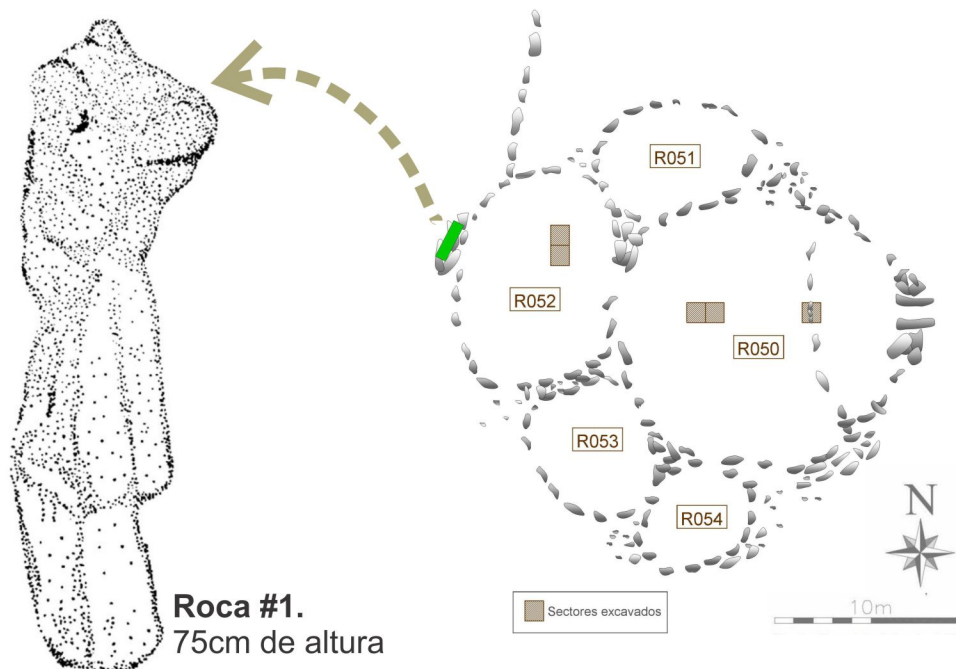 R051
R052
R050
R053
R054
N
Roca #1.
75cm de altura
Sectores excavados
10m